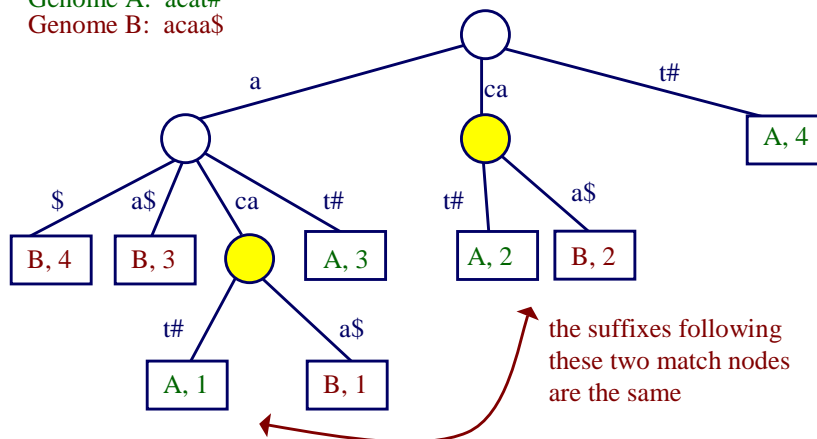 Genome A: acat#
Genome B: acaa$
a
ca
t#
A, 4
$
a$
ca
t#
t#
a$
B, 4
B, 3
A, 3
A, 2
B, 2
t#
a$
A, 1
B, 1
the suffixes following
these two match nodes
are the same